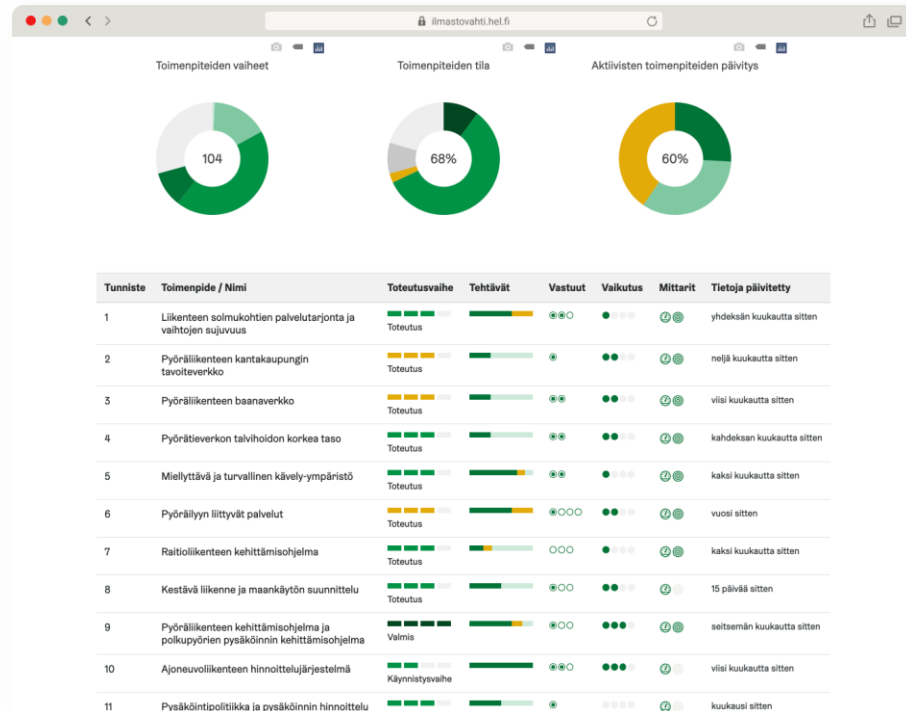 ilmastovahti.hel.fi
Toimenpiteiden vaiheet
Toimenpiteiden tila
Aktiivisten toimenpiteiden päivitys
104
68%
60%
Tunniste Toimenpide / Nimi Toteutusvaihe Tehtävät Vastuut Vaikutus Mittarit Tietoja päivitetty
1 Liikenteen solmukohtien palvelutarjonta ja yhdeksän kuukautta sitten
vaihtojen sujuvuus Toteutus
2 Pyöräliikenteen kantakaupungin neljä kuukautta sitten
tavoiteverkko Toteutus
3 Pyöräliikenteen baanaverkko viisi kuukautta sitten
Toteutus
4 Pyörätieverkon talvihoidon korkea taso kahdeksan kuukautta sitten
Toteutus
5 Miellyttävä ja turvallinen kävely-ympäristö kaksi kuukautta sitten
Toteutus
6 Pyöräilyyn liittyvät palvelut vuosi sitten
Toteutus
7 Raitioliikenteen kehittämisohjelma kaksi kuukautta sitten
Toteutus
8 Kestävä liikenne ja maankäytön suunnittelu 15 päivää sitten
Toteutus
9 Pyöräliikenteen kehittämisohjelma ja seitsemän kuukautta sitten
polkupyörien pysäköinnin kehittämisohjelma Valmis
10 Ajoneuvoliikenteen hinnoittelujärjestelmä viisi kuukautta sitten
Käynnistysvaihe
11 Pysäköintipolitiikka ja pysäköinnin hinnoittelu kuukausi sitten